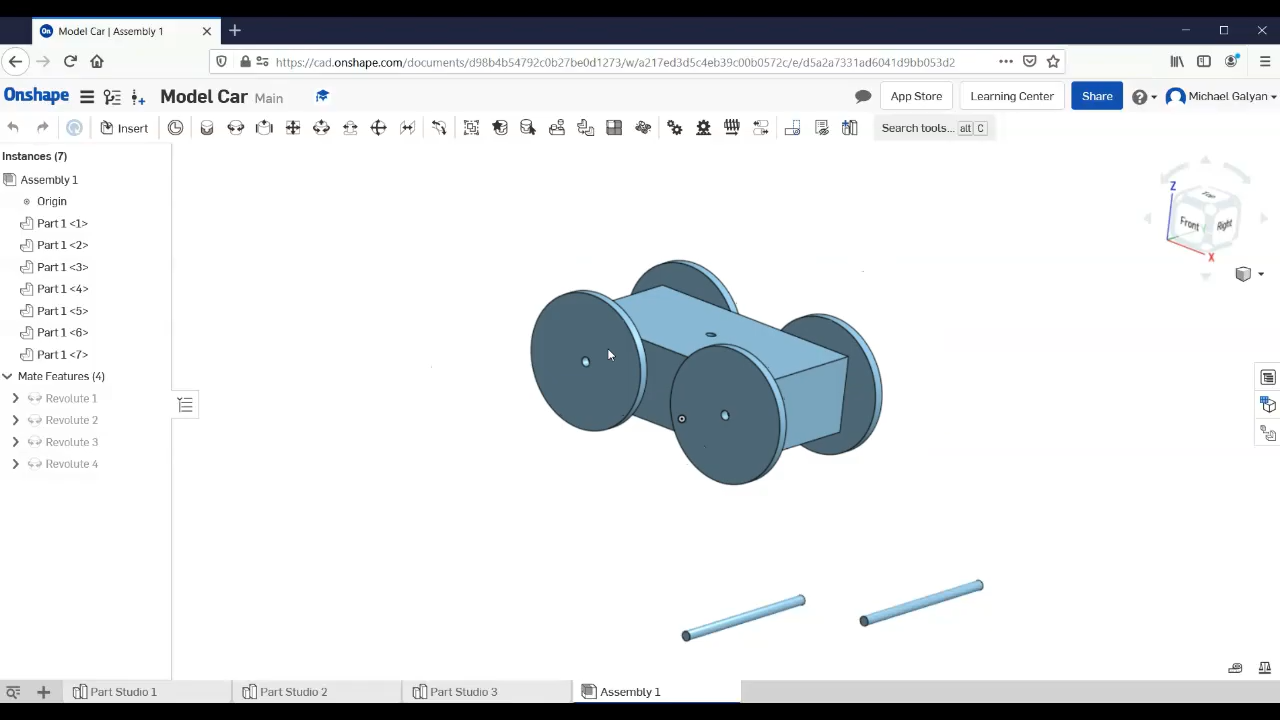 Model Car | Assembly 1
https://cad.onshape.com/documents/d98b4b54795c0b27be0d1273/w/a217ed3d5c4eb39c00b0572c/e/d5a2a7331ad6041d9bb053d2
Onshape Model Car Main App Store Learning Center Share Michael Galyan
Insert Search tools... alt C
Instances (7)
Assembly 1
Origin
Part 1 <1>
Part 1 <2>
Part 1 <3>
Part 1 <4>
Part 1 <5>
Part 1 <6>
Part 1 <7>
Mate Features (4)
Revolute 1
Revolute 2
Revolute 3
Revolute 4
Z
Top
Front Right
X
Part Studio 1 Part Studio 2 Part Studio 3 Assembly 1